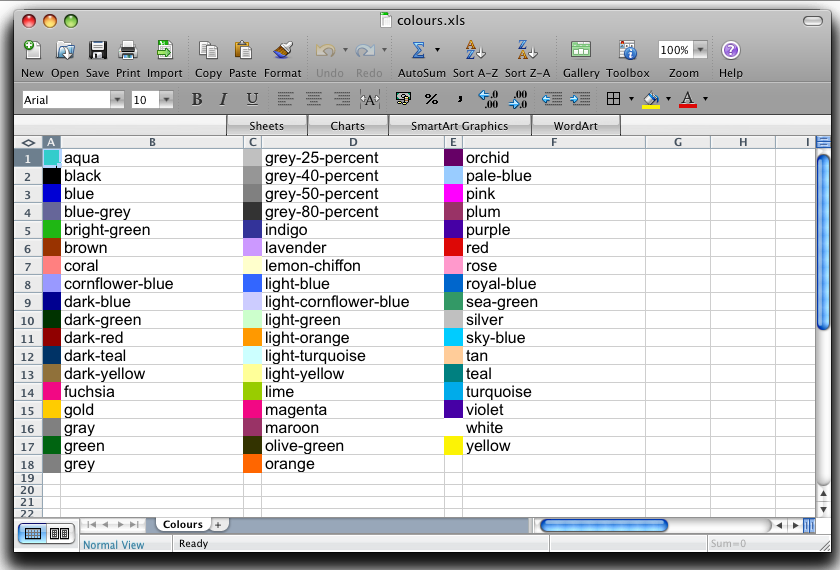 colours.xls
New Open Save Print Import Copy Paste Format Undo Redo AutoSum Sort A-Z Sort Z-A Gallery Toolbox 100% Zoom Help
Arial 10 B I U
Sheets Charts SmartArt Graphics WordArt
A B C D E F G H I
1 aqua grey-25-percent orchid
2 black grey-40-percent pale-blue
3 blue grey-50-percent pink
4 blue-grey grey-80-percent plum
5 bright-green indigo purple
6 brown lavender red
7 coral lemon-chiffon rose
8 cornflower-blue light-blue royal-blue
9 dark-blue light-cornflower-blue sea-green
10 dark-green light-green silver
11 dark-red light-orange sky-blue
12 dark-teal light-turquoise tan
13 dark-yellow light-yellow teal
14 fuchsia lime turquoise
15 gold magenta violet
16 gray maroon white
17 green olive-green yellow
18 grey orange
19
20
21
22
Colours
Normal View Ready Sum=0